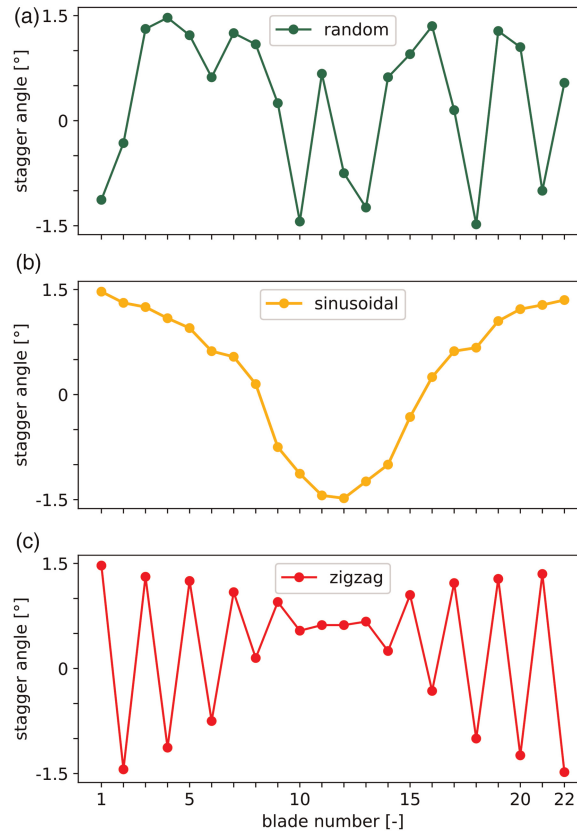 (a)
random
1.5
0
-1.5
stagger angle [°]
(b)
sinusoidal
1.5
0
-1.5
stagger angle [°]
(c)
zigzag
1.5
0
-1.5
stagger angle [°]
1 5 10 15 20 22
blade number [-]